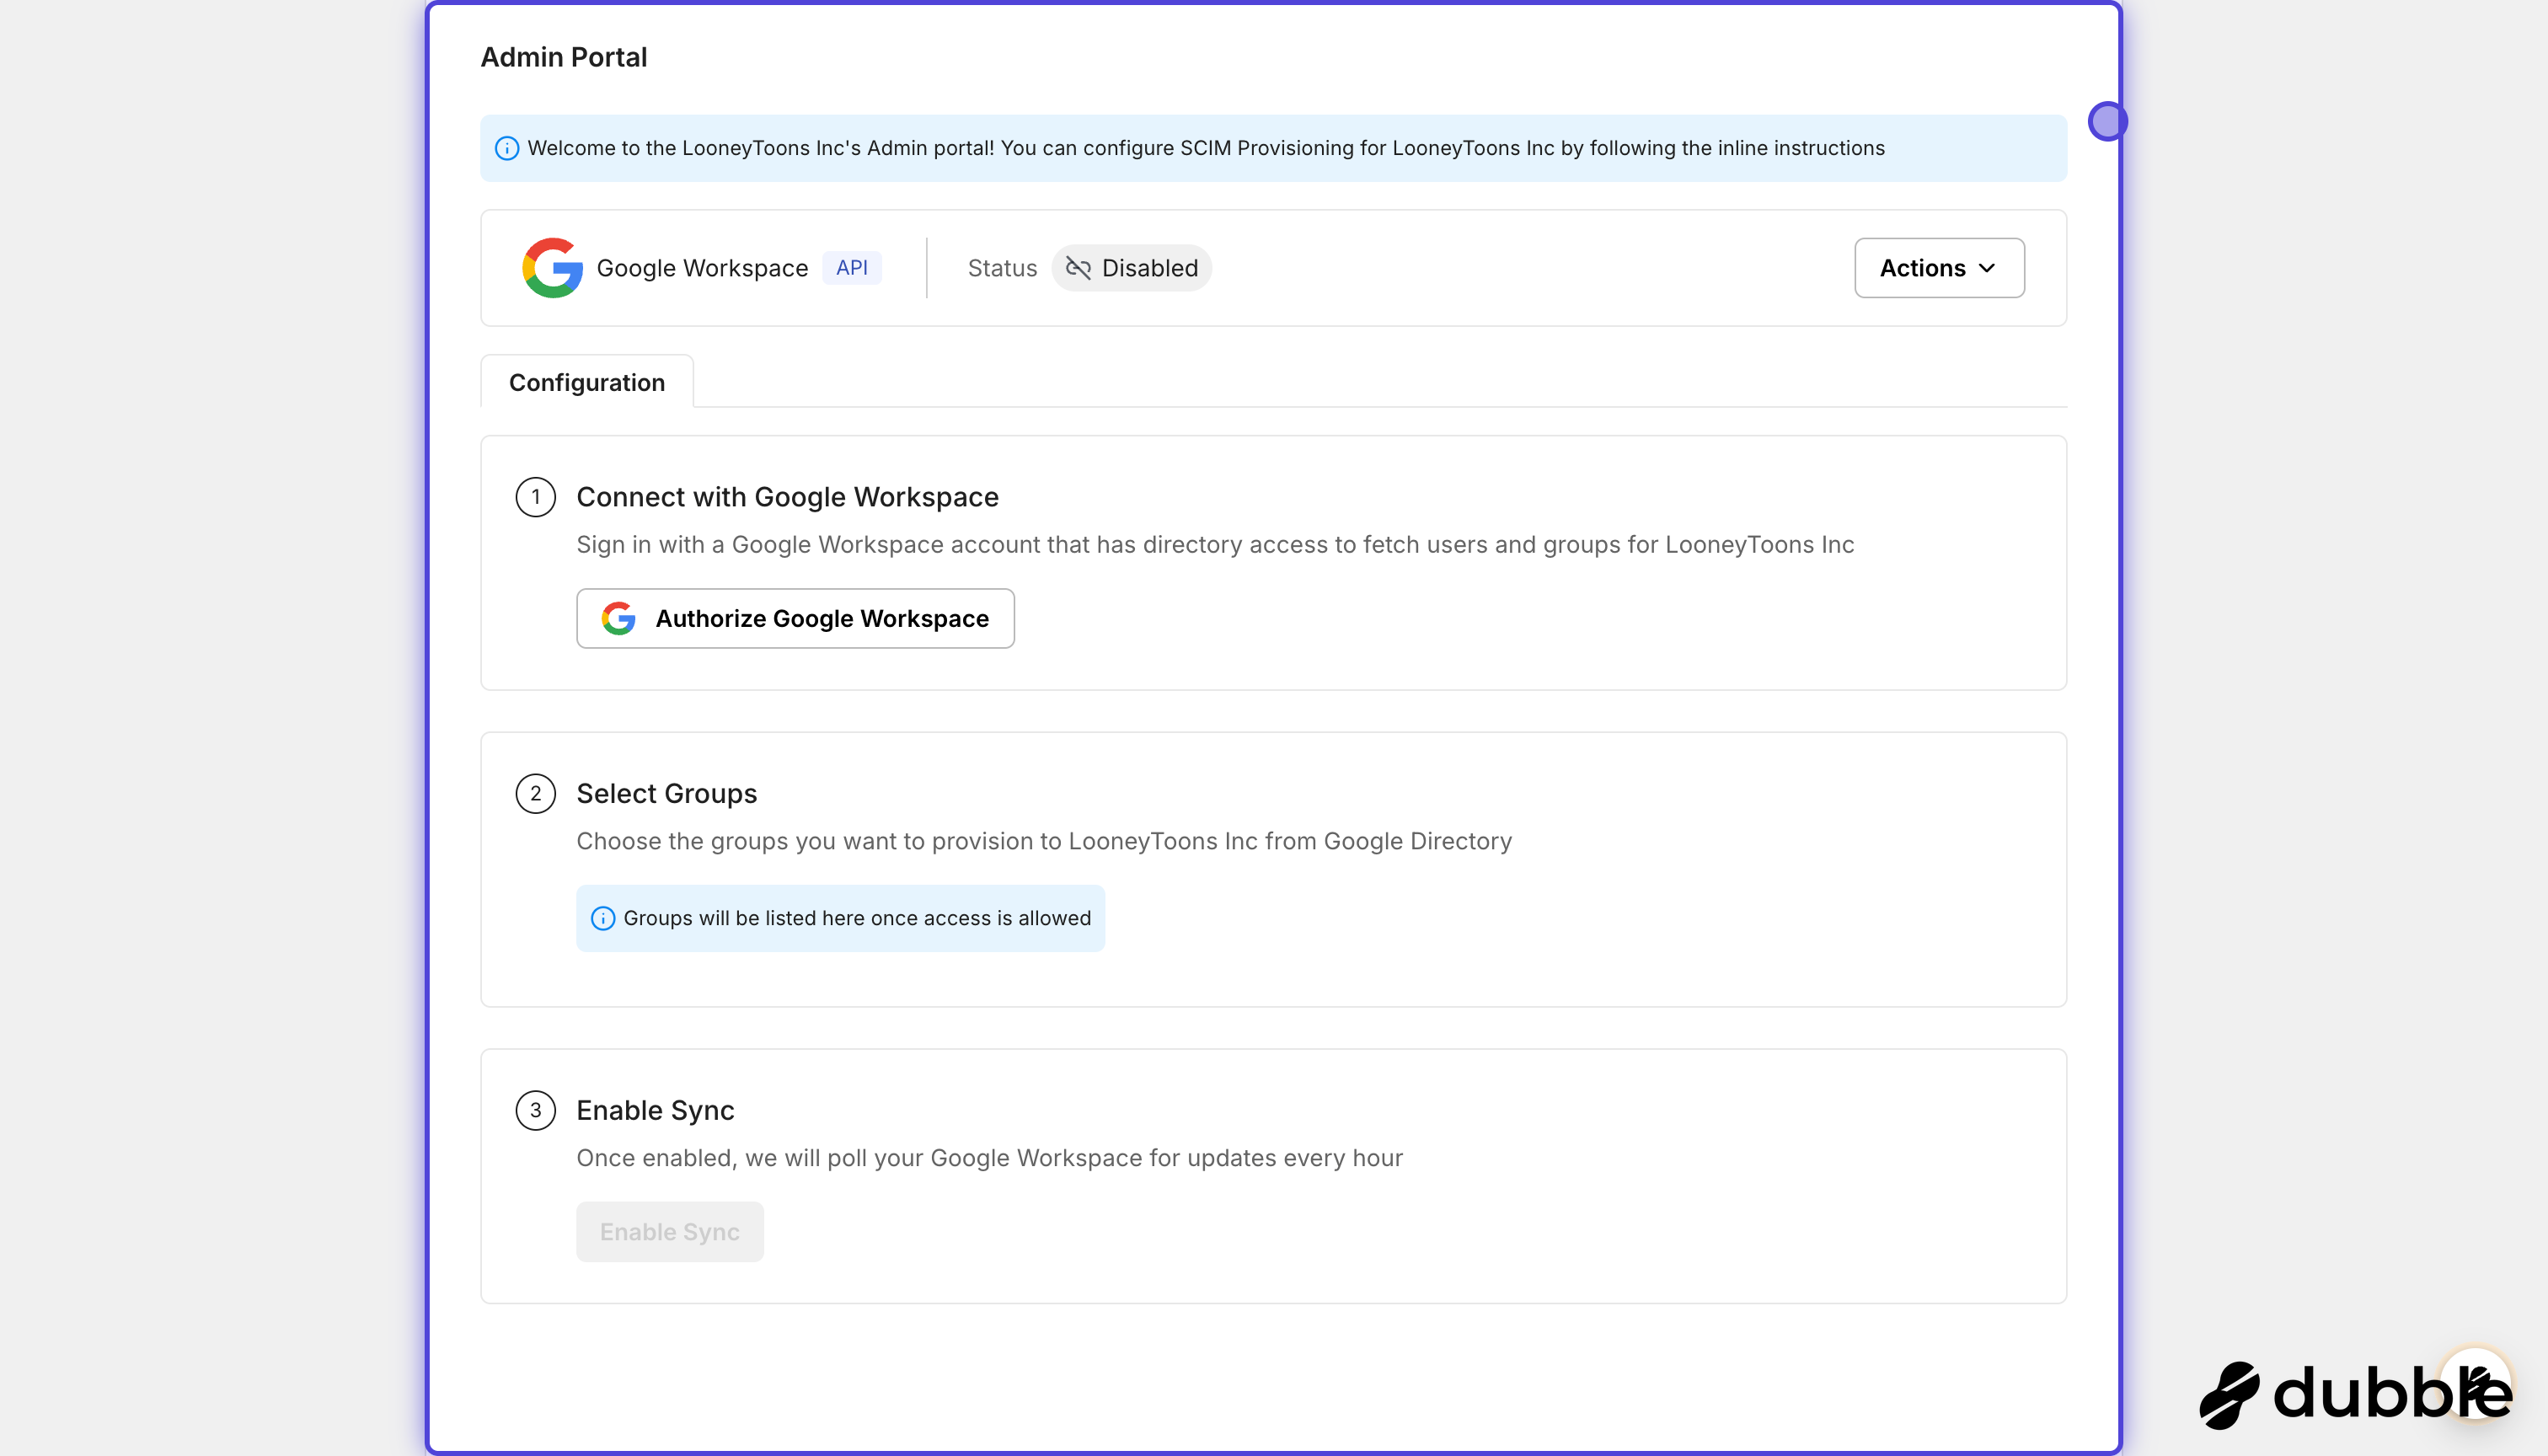 Admin Portal
Welcome to the LooneyToons Inc's Admin portal! You can configure SCIM Provisioning for LooneyToons Inc by following the inline instructions
Google Workspace API Status Disabled Actions
Configuration
1 Connect with Google Workspace
Sign in with a Google Workspace account that has directory access to fetch users and groups for LooneyToons Inc
Authorize Google Workspace
2 Select Groups
Choose the groups you want to provision to LooneyToons Inc from Google Directory
Groups will be listed here once access is allowed
3 Enable Sync
Once enabled, we will poll your Google Workspace for updates every hour
Enable Sync
dubble